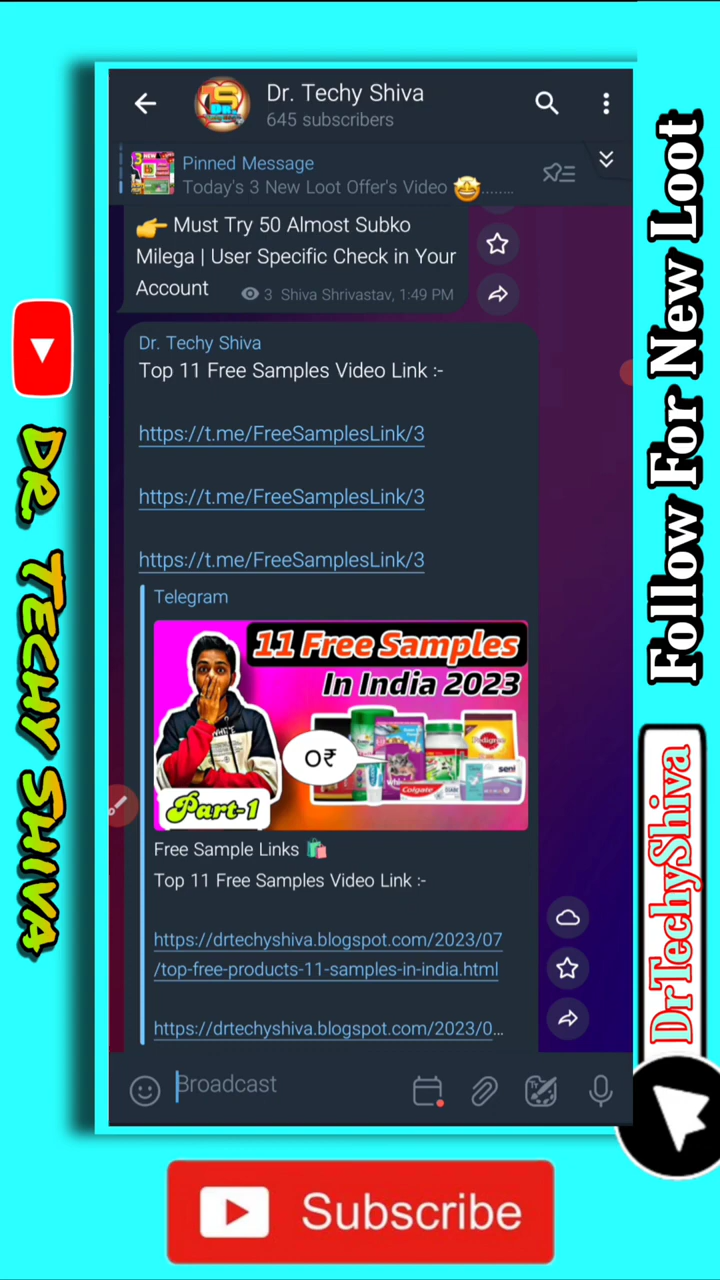 Dr. Techy Shiva
645 subscribers
Pinned Message
Today's 3 New Loot Offer's Video 🤩........
👉 Must Try 50 Almost Subko
Milega | User Specific Check in Your
Account
3 Shiva Shrivastav, 1:49 PM
Dr. Techy Shiva
Top 11 Free Samples Video Link :-
https://t.me/FreeSamplesLink/3
https://t.me/FreeSamplesLink/3
https://t.me/FreeSamplesLink/3
Telegram
11 Free Samples
In India 2023
0₹
Pedigree
whiskas
Colgate
seni
Part-1
Free Sample Links 🛍️
Top 11 Free Samples Video Link :-
https://drtechyshiva.blogspot.com/2023/07
/top-free-products-11-samples-in-india.html
https://drtechyshiva.blogspot.com/2023/0...
Broadcast
DR. TECHY SHIVA
Follow For New Loot
DrTechyShiva
Subscribe